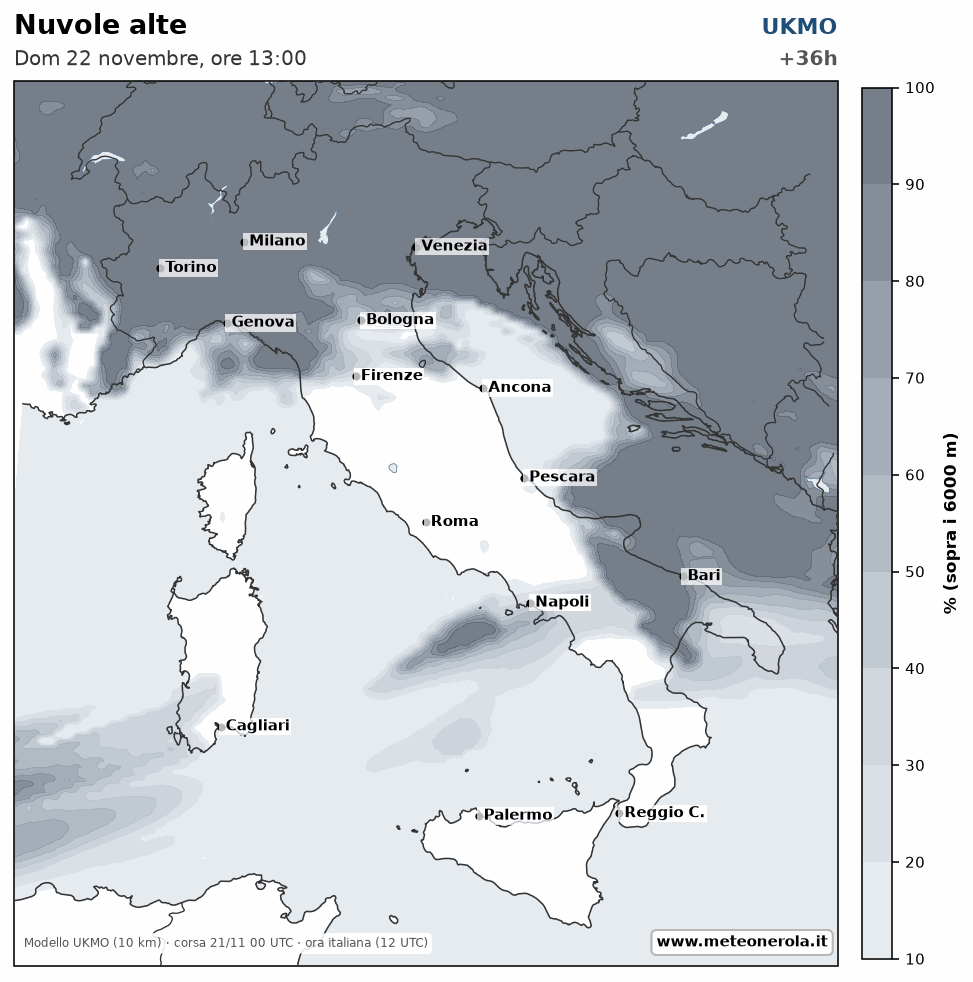 Nuvole alte
UKMO
Dom 22 novembre, ore 13:00
+36h
100
90
80
70
60
50
40
30
20
10
% (sopra i 6000 m)
Milano
Venezia
Torino
Genova
Bologna
Firenze
Ancona
Pescara
Roma
Bari
Napoli
Cagliari
Palermo
Reggio C.
Modello UKMO (10 km) · corsa 21/11 00 UTC · ora italiana (12 UTC)
www.meteonerola.it